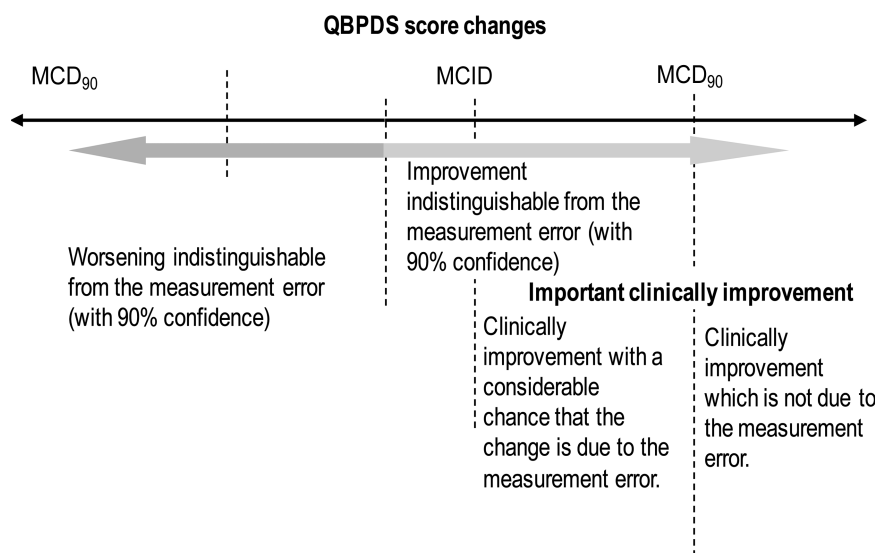 QBPDS score changes
MCD90
MCID
MCD90
Improvement
indistinguishable from the
measurement error (with
90% confidence)
Worsening indistinguishable
from the measurement error
(with 90% confidence)
Important clinically improvement
Clinically
improvement with a
considerable
chance that the
change is due to the
measurement error.
Clinically
improvement
which is not due to
the measurement
error.